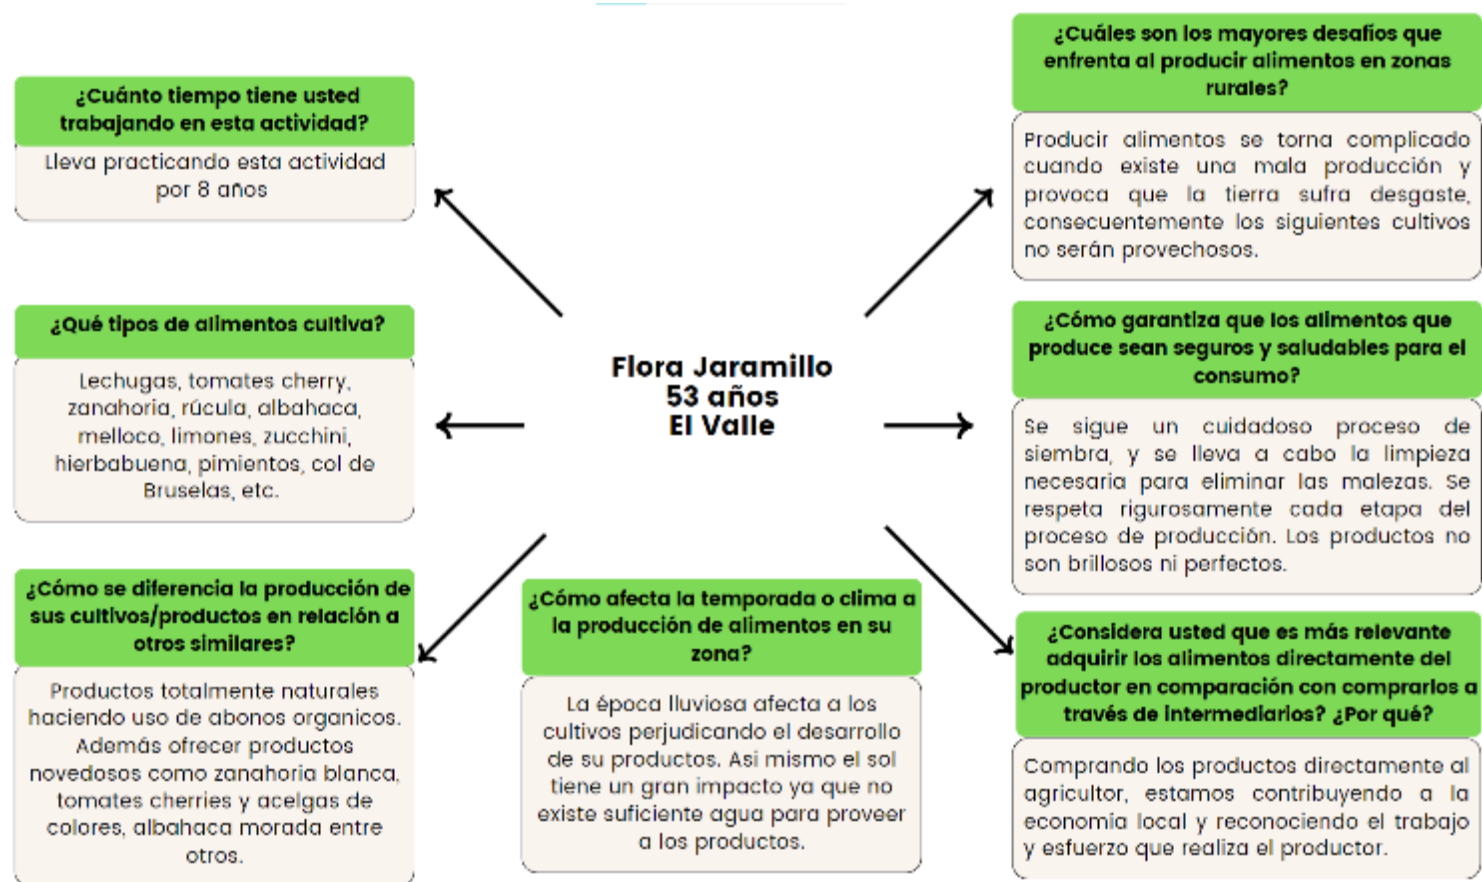 ¿Cuánto tiempo tiene usted
trabajando en esta actividad?
Lleva practicando esta actividad
por 8 años
¿Qué tipos de alimentos cultiva?
Lechugas, tomates cherry,
zanahoria, rúcula, albahaca,
melloco, limones, zucchini,
hierbabuena, pimientos, col de
Bruselas, etc.
¿Cómo se diferencia la producción de
sus cultivos/productos en relación a
otros similares?
Productos totalmente naturales
haciendo uso de abonos organicos.
Además ofrecer productos
novedosos como zanahoria blanca,
tomates cherries y acelgas de
colores, albahaca morada entre
otros.
Flora Jaramillo
53 años
El Valle
¿Cómo afecta la temporada o clima a
la producción de alimentos en su
zona?
La época lluviosa afecta a los
cultivos perjudicando el desarrollo
de su productos. Asi mismo el sol
tiene un gran impacto ya que no
existe suficiente agua para proveer
a los productos.
¿Cuáles son los mayores desafíos que
enfrenta al producir alimentos en zonas
rurales?
Producir alimentos se torna complicado
cuando existe una mala producción y
provoca que la tierra sufra desgaste,
consecuentemente los siguientes cultivos
no serán provechosos.
¿Cómo garantiza que los alimentos que
produce sean seguros y saludables para el
consumo?
Se sigue un cuidadoso proceso de
siembra, y se lleva a cabo la limpieza
necesaria para eliminar las malezas. Se
respeta rigurosamente cada etapa del
proceso de producción. Los productos no
son brillosos ni perfectos.
¿Considera usted que es más relevante
adquirir los alimentos directamente del
productor en comparación con comprarlos a
través de intermediarios? ¿Por qué?
Comprando los productos directamente al
agricultor, estamos contribuyendo a la
economía local y reconociendo el trabajo
y esfuerzo que realiza el productor.